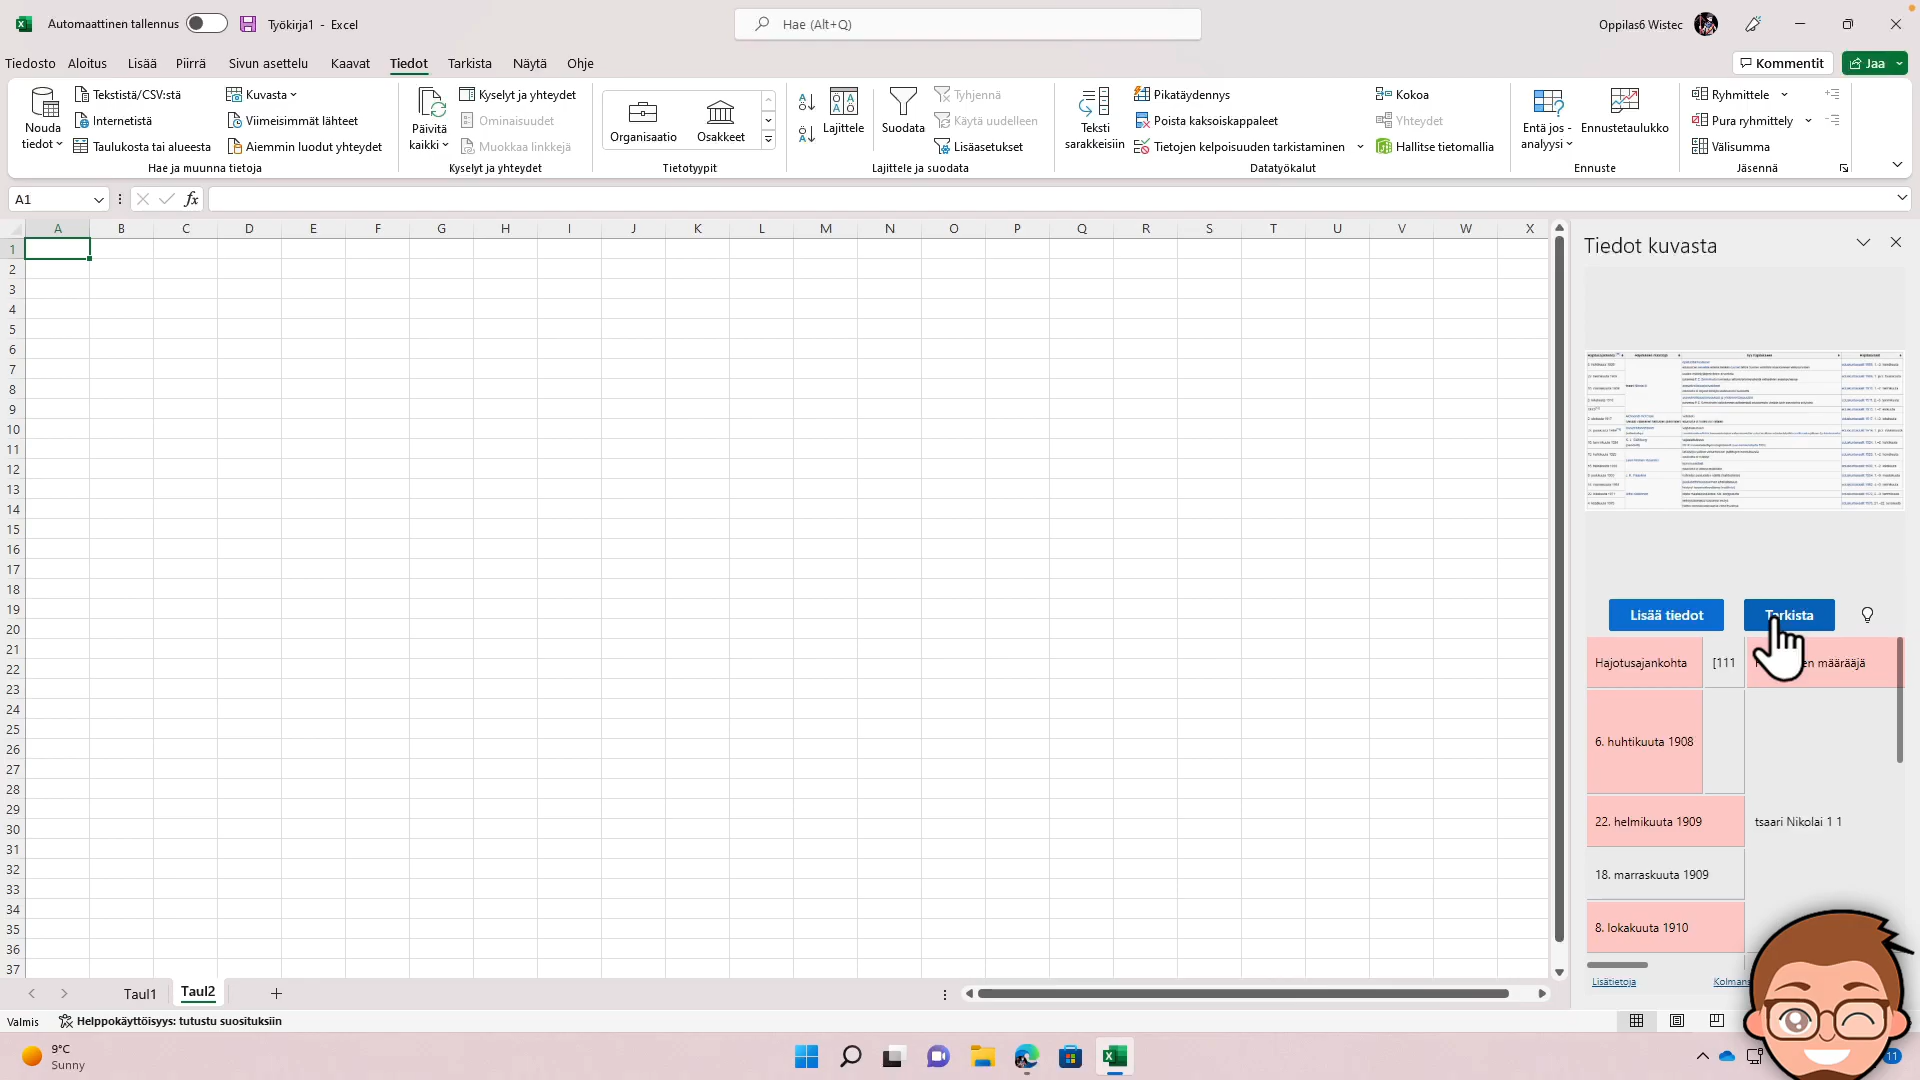 Automaattinen tallennus
Työkirja1 - Excel
Hae (Alt+Q)
Oppilas6 Wistec
Tiedosto Aloitus Lisää Piirrä Sivun asettelu Kaavat Tiedot Tarkista Näytä Ohje
Kommentit
Jaa
Nouda tiedot
Tekstistä/CSV:stä
Internetistä
Taulukosta tai alueesta
Kuvasta
Viimeisimmät lähteet
Aiemmin luodut yhteydet
Hae ja muunna tietoja
Päivitä kaikki
Kyselyt ja yhteydet
Ominaisuudet
Muokkaa linkkejä
Kyselyt ja yhteydet
Organisaatio
Osakkeet
Tietotyypit
Lajittele
Suodata
Tyhjennä
Käytä uudelleen
Lisäasetukset
Lajittele ja suodata
Teksti sarakkeisiin
Pikatäydennys
Poista kaksoiskappaleet
Tietojen kelpoisuuden tarkistaminen
Kokoa
Yhteydet
Hallitse tietomallia
Datatyökalut
Entä jos -analyysi
Ennustetaulukko
Ennuste
Ryhmittele
Pura ryhmittely
Välisumma
Jäsennä
A1
fx
A B C D E F G H I J K L M N O P Q R S T U V W X
1
2
3
4
5
6
7
8
9
10
11
12
13
14
15
16
17
18
19
20
21
22
23
24
25
26
27
28
29
30
31
32
33
34
35
36
37
Tiedot kuvasta
Lisää tiedot
Tarkista
Hajotusajankohta [111 en määrääjä
6. huhtikuuta 1908
22. helmikuuta 1909 tsaari Nikolai 1 1
18. marraskuuta 1909
8. lokakuuta 1910
Lisätietoja
Kolmans
Taul1 Taul2
Valmis
Helppokäyttöisyys: tutustu suosituksiin
9°C
Sunny
11